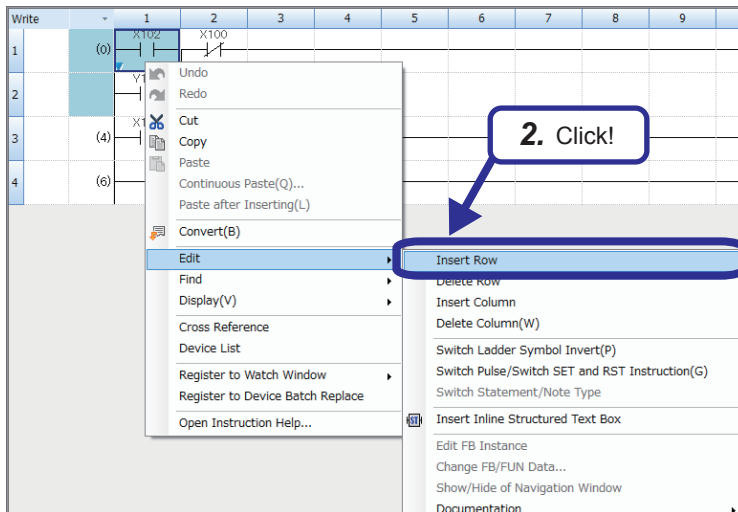 Write 1 2 3 4 5 6 7 8 9
X102 X100
1 (0)
2
3 (4)
4 (6)
2. Click!
Undo
Redo
Cut
Copy
Paste
Continuous Paste(Q)...
Paste after Inserting(L)
Convert(B)
Edit
Find
Display(V)
Cross Reference
Device List
Register to Watch Window
Register to Device Batch Replace
Open Instruction Help...
Insert Row
Delete Row
Insert Column
Delete Column(W)
Switch Ladder Symbol Invert(P)
Switch Pulse/Switch SET and RST Instruction(G)
Switch Statement/Note Type
ST Insert Inline Structured Text Box
Edit FB Instance
Change FB/FUN Data...
Show/Hide of Navigation Window
Documentation